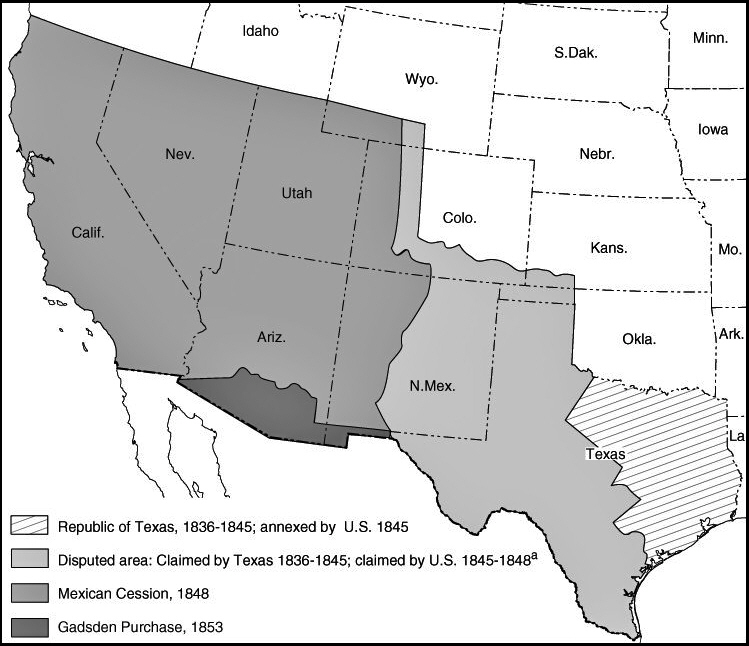 Idaho
Wyo.
S.Dak.
Minn.
Iowa
Nev.
Utah
Nebr.
Calif.
Colo.
Kans.
Mo.
Ariz.
N.Mex.
Okla.
Ark.
Texas
La
Republic of Texas, 1836-1845; annexed by U.S. 1845
Disputed area: Claimed by Texas 1836-1845; claimed by U.S. 1845-1848a
Mexican Cession, 1848
Gadsden Purchase, 1853